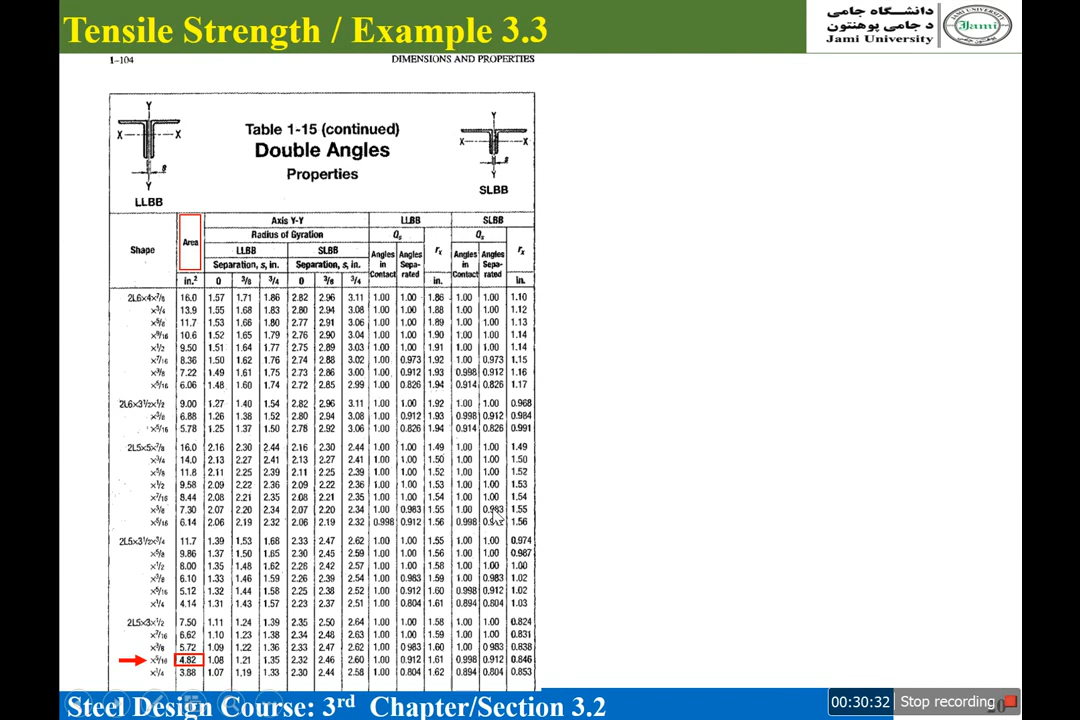 Tensile Strength / Example 3.3
دانشگاه جامی
د جامی پوهنتون
Jami University
Jami
1–104 DIMENSIONS AND PROPERTIES
Table 1-15 (continued)
Double Angles
Properties
Y
X X
s
Y
LLBB
Y
X X
s
Y
SLBB
Shape Area Axis Y-Y LLBB SLBB
Radius of Gyration Qs rx Qs rx
LLBB SLBB Angles in Contact Angles Separated Angles in Contact Angles Separated
Separation, s, in. Separation, s, in.
in.² 0 3/8 3/4 0 3/8 3/4 in. in.
2L6×4×7/8 16.0 1.57 1.71 1.86 2.82 2.96 3.11 1.00 1.00 1.86 1.00 1.00 1.10
×3/4 13.9 1.55 1.68 1.83 2.80 2.94 3.08 1.00 1.00 1.88 1.00 1.00 1.12
×5/8 11.7 1.53 1.66 1.80 2.77 2.91 3.06 1.00 1.00 1.89 1.00 1.00 1.13
×9/16 10.6 1.52 1.65 1.79 2.76 2.90 3.04 1.00 1.00 1.90 1.00 1.00 1.14
×1/2 9.50 1.51 1.64 1.77 2.75 2.89 3.03 1.00 1.00 1.91 1.00 1.00 1.14
×7/16 8.36 1.50 1.62 1.76 2.74 2.88 3.02 1.00 0.973 1.92 1.00 0.973 1.15
×3/8 7.22 1.49 1.61 1.75 2.73 2.86 3.00 1.00 0.912 1.93 0.998 0.912 1.16
×5/16 6.06 1.48 1.60 1.74 2.72 2.85 2.99 1.00 0.826 1.94 0.914 0.826 1.17
2L6×31/2×1/2 9.00 1.27 1.40 1.54 2.82 2.96 3.11 1.00 1.00 1.92 1.00 1.00 0.968
×3/8 6.88 1.26 1.38 1.52 2.80 2.94 3.08 1.00 0.912 1.93 0.998 0.912 0.984
×5/16 5.78 1.25 1.37 1.50 2.78 2.92 3.06 1.00 0.826 1.94 0.914 0.826 0.991
2L5×5×7/8 16.0 2.16 2.30 2.44 2.16 2.30 2.44 1.00 1.00 1.49 1.00 1.00 1.49
×3/4 14.0 2.13 2.27 2.41 2.13 2.27 2.41 1.00 1.00 1.50 1.00 1.00 1.50
×5/8 11.8 2.11 2.25 2.39 2.11 2.25 2.39 1.00 1.00 1.52 1.00 1.00 1.52
×1/2 9.58 2.09 2.22 2.36 2.09 2.22 2.36 1.00 1.00 1.53 1.00 1.00 1.53
×7/16 8.44 2.08 2.21 2.35 2.08 2.21 2.35 1.00 1.00 1.54 1.00 1.00 1.54
×3/8 7.30 2.07 2.20 2.34 2.07 2.20 2.34 1.00 0.983 1.55 1.00 0.983 1.55
×5/16 6.14 2.06 2.19 2.32 2.06 2.19 2.32 0.998 0.912 1.56 0.998 1.56
2L5×31/2×3/4 11.7 1.39 1.53 1.68 2.33 2.47 2.62 1.00 1.00 1.55 1.00 1.00 0.974
×5/8 9.86 1.37 1.50 1.65 2.30 2.45 2.59 1.00 1.00 1.56 1.00 1.00 0.987
×1/2 8.00 1.35 1.48 1.62 2.28 2.42 2.57 1.00 1.00 1.58 1.00 1.00 1.00
×3/8 6.10 1.33 1.46 1.59 2.26 2.39 2.54 1.00 0.983 1.59 1.00 0.983 1.02
×5/16 5.12 1.32 1.44 1.58 2.25 2.38 2.52 1.00 0.912 1.60 0.998 0.912 1.02
×1/4 4.14 1.31 1.43 1.57 2.23 2.37 2.51 1.00 0.804 1.61 0.894 0.804 1.03
2L5×3×1/2 7.50 1.11 1.24 1.39 2.35 2.50 2.64 1.00 1.00 1.58 1.00 1.00 0.824
×7/16 6.62 1.10 1.23 1.38 2.34 2.48 2.63 1.00 1.00 1.59 1.00 1.00 0.831
×3/8 5.72 1.09 1.22 1.36 2.33 2.47 2.62 1.00 0.983 1.60 1.00 0.983 0.838
×5/16 4.82 1.08 1.21 1.35 2.32 2.46 2.60 1.00 0.912 1.61 0.998 0.912 0.846
×1/4 3.88 1.07 1.19 1.33 2.30 2.44 2.58 1.00 0.804 1.62 0.894 0.804 0.853
Steel Design Course: 3rd Chapter/Section 3.2
00:30:32 Stop recording